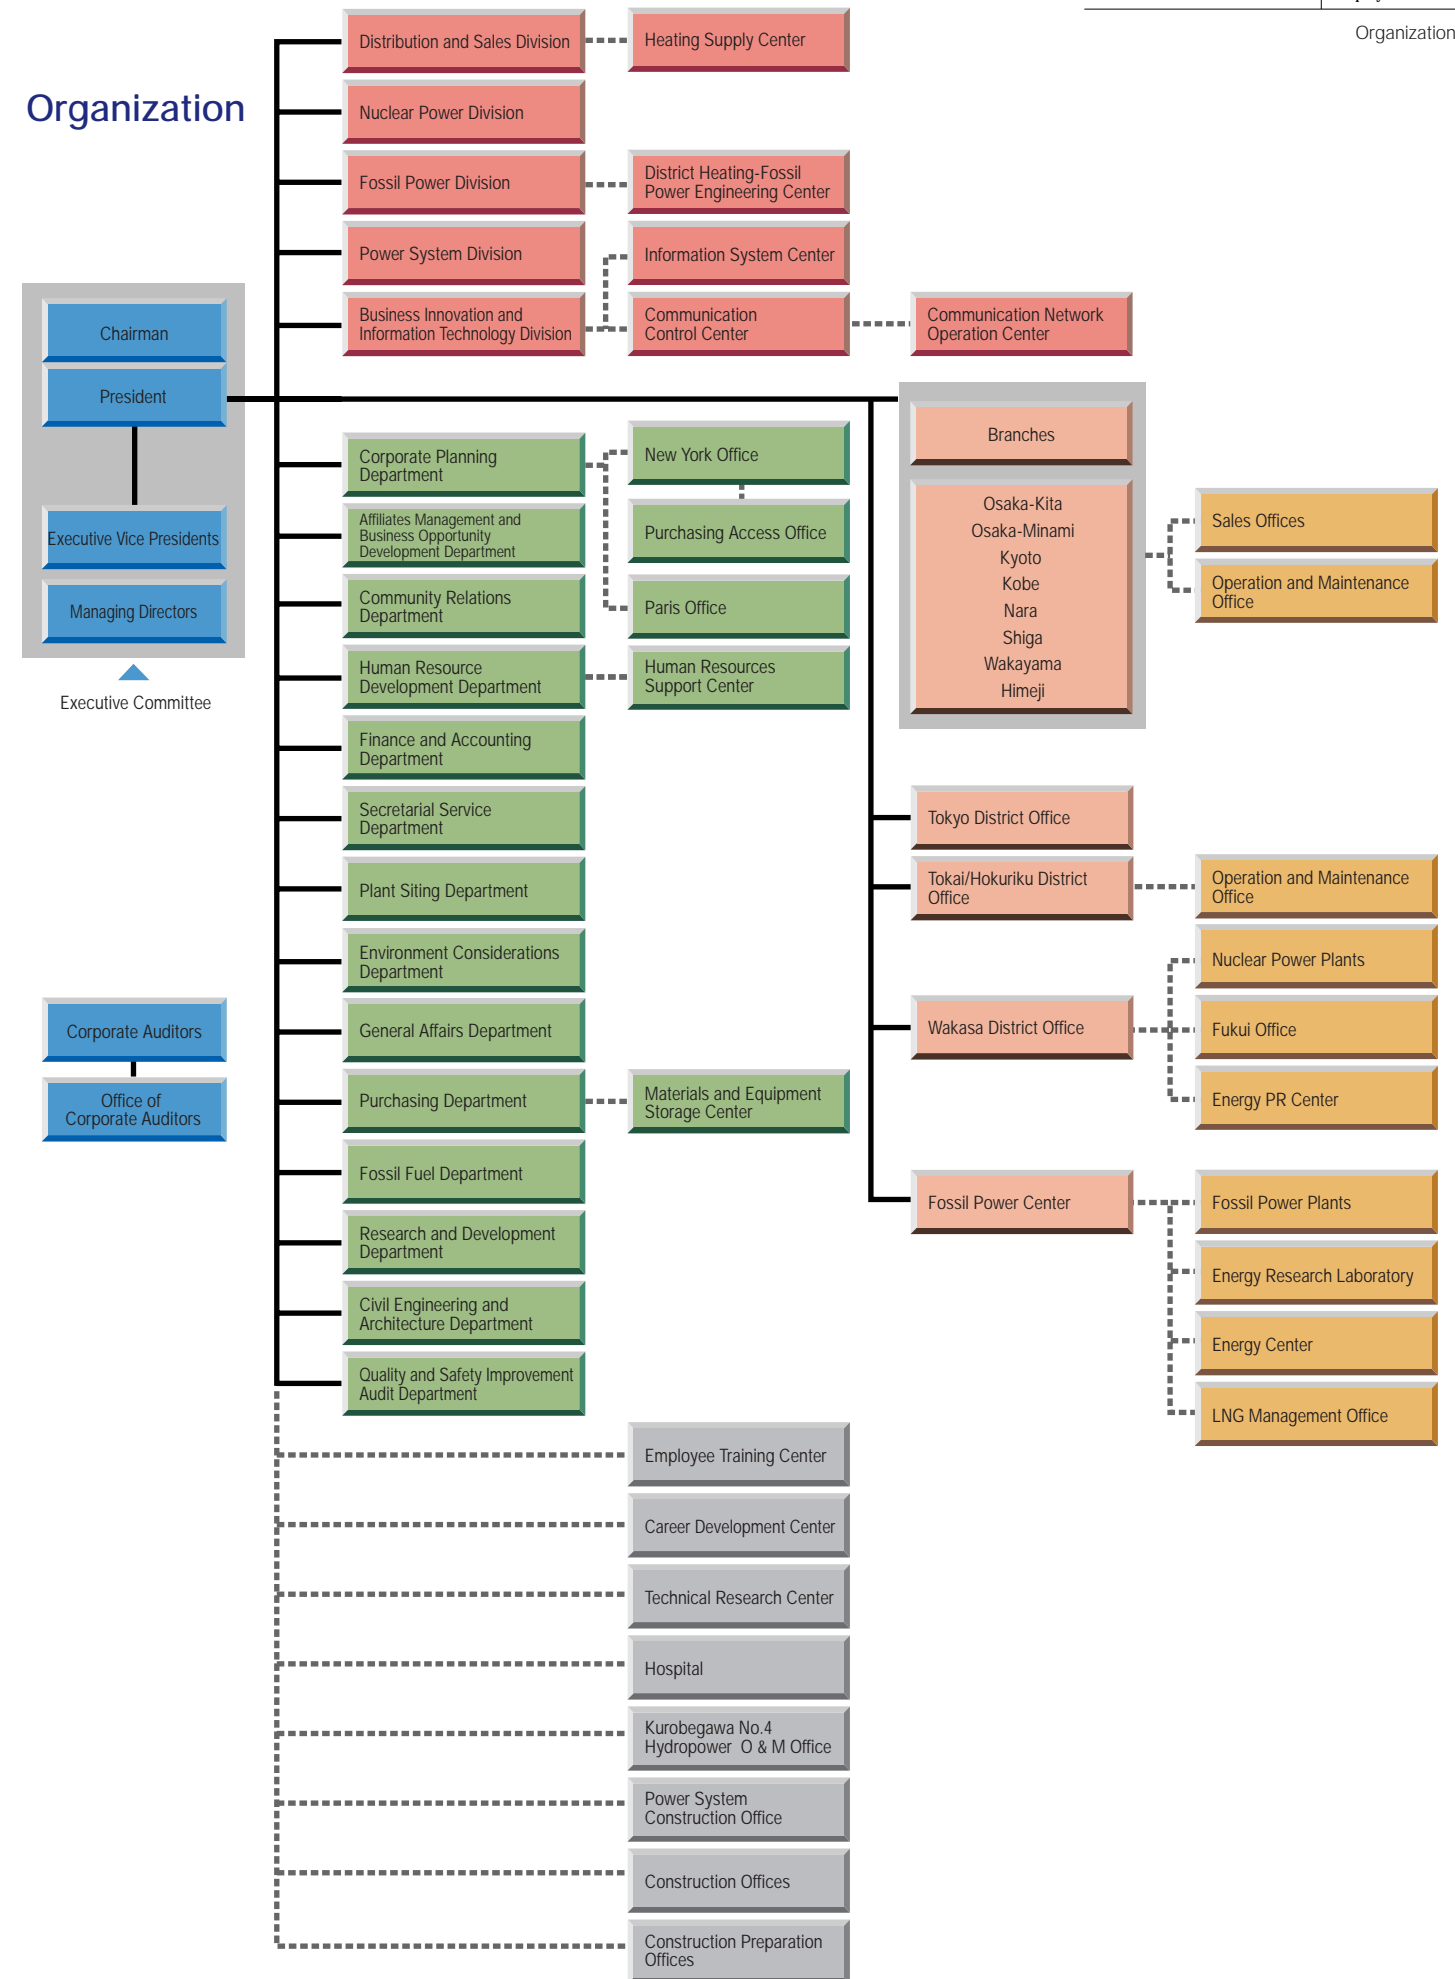 Organization
Organization
Distribution and Sales Division
Heating Supply Center
Nuclear Power Division
Fossil Power Division
District Heating-Fossil
Power Engineering Center
Power System Division
Information System Center
Business Innovation and
Information Technology Division
Communication
Control Center
Communication Network
Operation Center
Chairman
President
Executive Vice Presidents
Managing Directors
Executive Committee
Corporate Auditors
Office of
Corporate Auditors
Corporate Planning
Department
New York Office
Purchasing Access Office
Paris Office
Affiliates Management and
Business Opportunity
Development Department
Community Relations
Department
Human Resource
Development Department
Human Resources
Support Center
Finance and Accounting
Department
Secretarial Service
Department
Plant Siting Department
Environment Considerations
Department
General Affairs Department
Purchasing Department
Materials and Equipment
Storage Center
Fossil Fuel Department
Research and Development
Department
Civil Engineering and
Architecture Department
Quality and Safety Improvement
Audit Department
Employee Training Center
Career Development Center
Technical Research Center
Hospital
Kurobegawa No.4
Hydropower O & M Office
Power System
Construction Office
Construction Offices
Construction Preparation
Offices
Branches
Osaka-Kita
Osaka-Minami
Kyoto
Kobe
Nara
Shiga
Wakayama
Himeji
Sales Offices
Operation and Maintenance
Office
Tokyo District Office
Tokai/Hokuriku District
Office
Operation and Maintenance
Office
Wakasa District Office
Nuclear Power Plants
Fukui Office
Energy PR Center
Fossil Power Center
Fossil Power Plants
Energy Research Laboratory
Energy Center
LNG Management Office